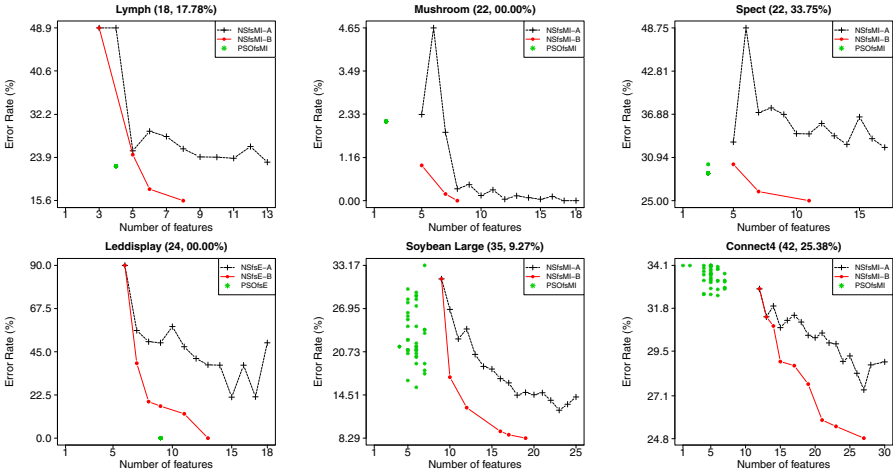 Lymph (18, 17.78%)
Error Rate (%)
48.9
40.6
32.2
23.9
15.6
1 3 5 7 9 11 13
Number of features
NSfsMI-A
NSfsMI-B
PSOfsMI
Mushroom (22, 00.00%)
Error Rate (%)
4.65
3.49
2.33
1.16
0.00
1 5 10 15 18
Number of features
NSfsMI-A
NSfsMI-B
PSOfsMI
Spect (22, 33.75%)
Error Rate (%)
48.75
42.81
36.88
30.94
25.00
1 5 10 15
Number of features
NSfsMI-A
NSfsMI-B
PSOfsMI
Leddisplay (24, 00.00%)
Error Rate (%)
90.0
67.5
45.0
22.5
0.0
1 5 10 15 18
Number of features
NSfsE-A
NSfsE-B
PSOfsE
Soybean Large (35, 9.27%)
Error Rate (%)
33.17
26.95
20.73
14.51
8.29
1 5 10 15 20 25
Number of features
NSfsMI-A
NSfsMI-B
PSOfsMI
Connect4 (42, 25.38%)
Error Rate (%)
34.1
31.8
29.5
27.1
24.8
1 5 10 15 20 25 30
Number of features
NSfsMI-A
NSfsMI-B
PSOfsMI